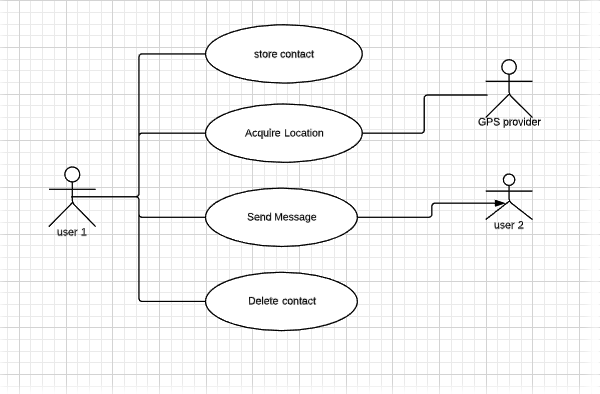 store contact
Acquire Location
GPS provider
user 1
Send Message
user 2
Delete contact